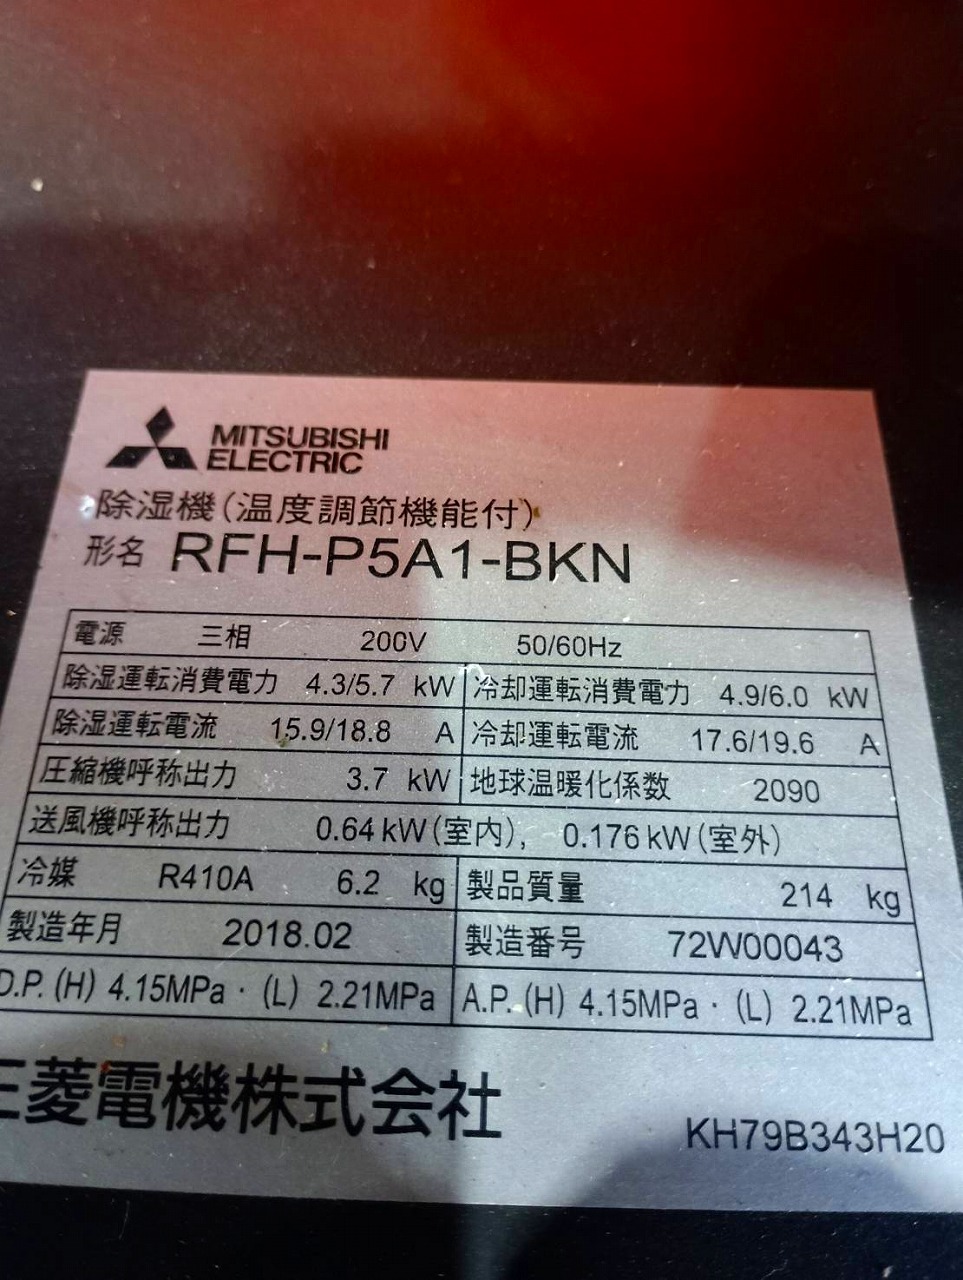 MITSUBISHI
ELECTRIC
除湿機(温度調節機能付)
形名 RFH-P5A1-BKN
電源 三相 200V 50/60Hz
除湿運転消費電力 4.3/5.7 kW 冷却運転消費電力 4.9/6.0 kW
除湿運転電流 15.9/18.8 A 冷却運転電流 17.6/19.6 A
圧縮機呼称出力 3.7 kW 地球温暖化係数 2090
送風機呼称出力 0.64kW(室内), 0.176kW(室外)
冷媒 R410A 6.2 kg 製品質量 214 kg
製造年月 2018.02 製造番号 72W00043
D.P.(H) 4.15MPa・(L) 2.21MPa A.P.(H) 4.15MPa・(L) 2.21MPa
三菱電機株式会社
KH79B343H20